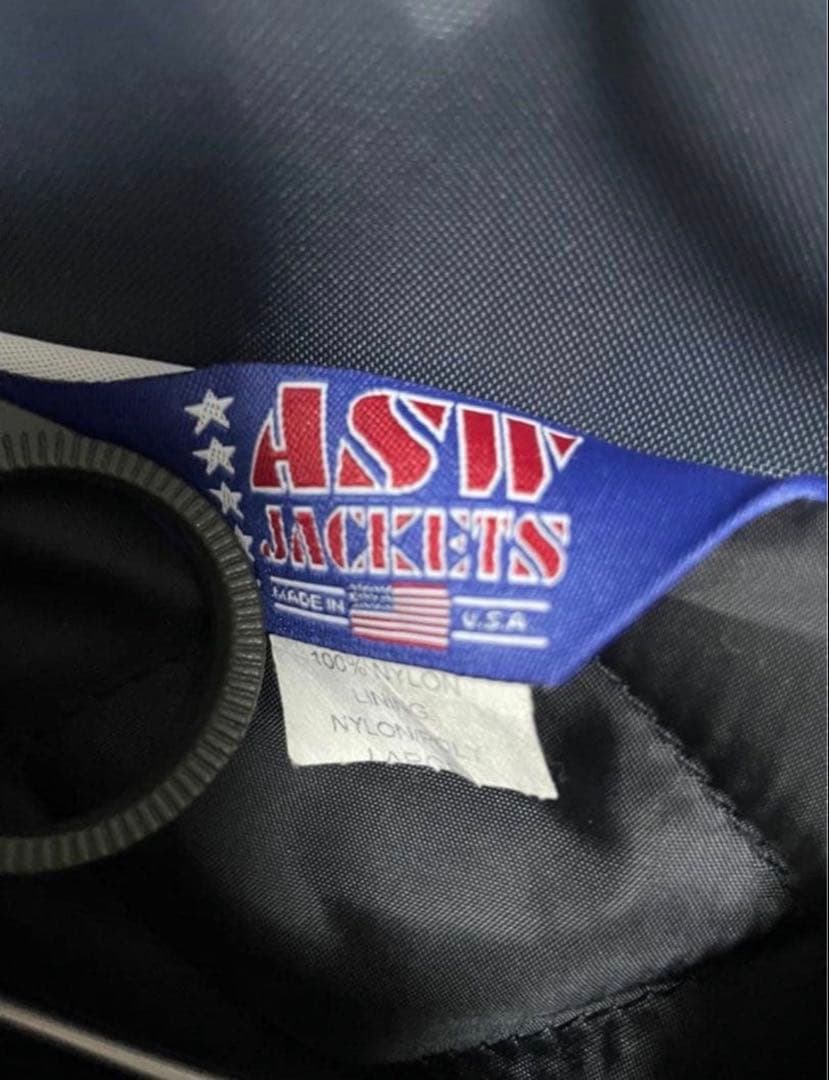 ASW
JACKETS
MADE IN U.S.A.
100% NYLON
LINING:
NYLON/POLY